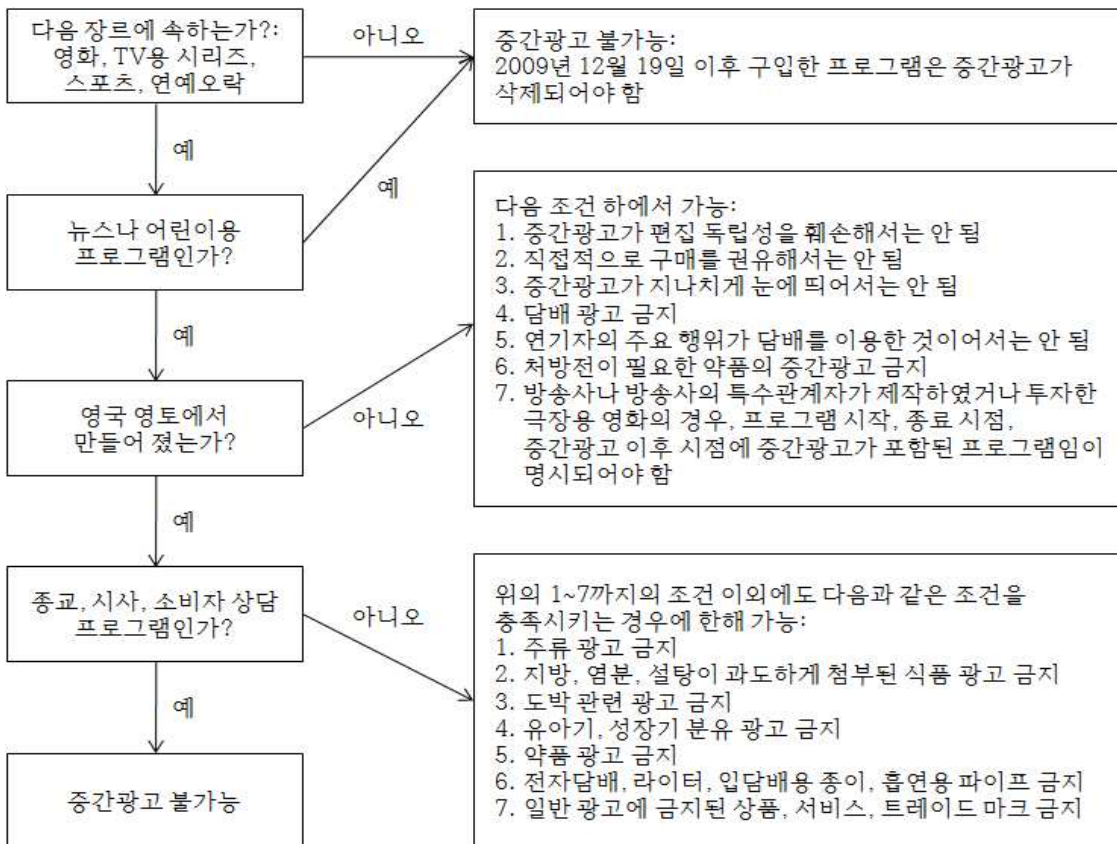 다음 장르에 속하는가?:
영화, TV용 시리즈,
스포츠, 연예오락
아니오
중간광고 불가능:
2009년 12월 19일 이후 구입한 프로그램은 중간광고가
삭제되어야 함
예
예
뉴스나 어린이용
프로그램인가?
다음 조건 하에서 가능:
1. 중간광고가 편집 독립성을 훼손해서는 안 됨
2. 직접적으로 구매를 권유해서는 안 됨
3. 중간광고가 지나치게 눈에 띄어서는 안 됨
4. 담배 광고 금지
5. 연기자의 주요 행위가 담배를 이용한 것이어서는 안 됨
6. 처방전이 필요한 약품의 중간광고 금지
7. 방송사나 방송사의 특수관계자가 제작하였거나 투자한
극장용 영화의 경우, 프로그램 시작, 종료 시점,
중간광고 이후 시점에 중간광고가 포함된 프로그램임이
명시되어야 함
예
영국 영토에서
만들어 졌는가?
아니오
예
종교, 시사, 소비자 상담
프로그램인가?
아니오
위의 1~7까지의 조건 이외에도 다음과 같은 조건을
충족시키는 경우에 한해 가능:
1. 주류 광고 금지
2. 지방, 염분, 설탕이 과도하게 첨부된 식품 광고 금지
3. 도박 관련 광고 금지
4. 유아기, 성장기 분유 광고 금지
5. 약품 광고 금지
6. 전자담배, 라이터, 입담배용 종이, 흡연용 파이프 금지
7. 일반 광고에 금지된 상품, 서비스, 트레이드 마크 금지
예
중간광고 불가능